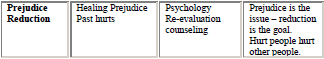 Prejudice Reduction
Healing Prejudice
Past hurts
Psychology
Re-evaluation
counseling
Prejudice is the
issue – reduction
is the goal.
Hurt people hurt
other people.